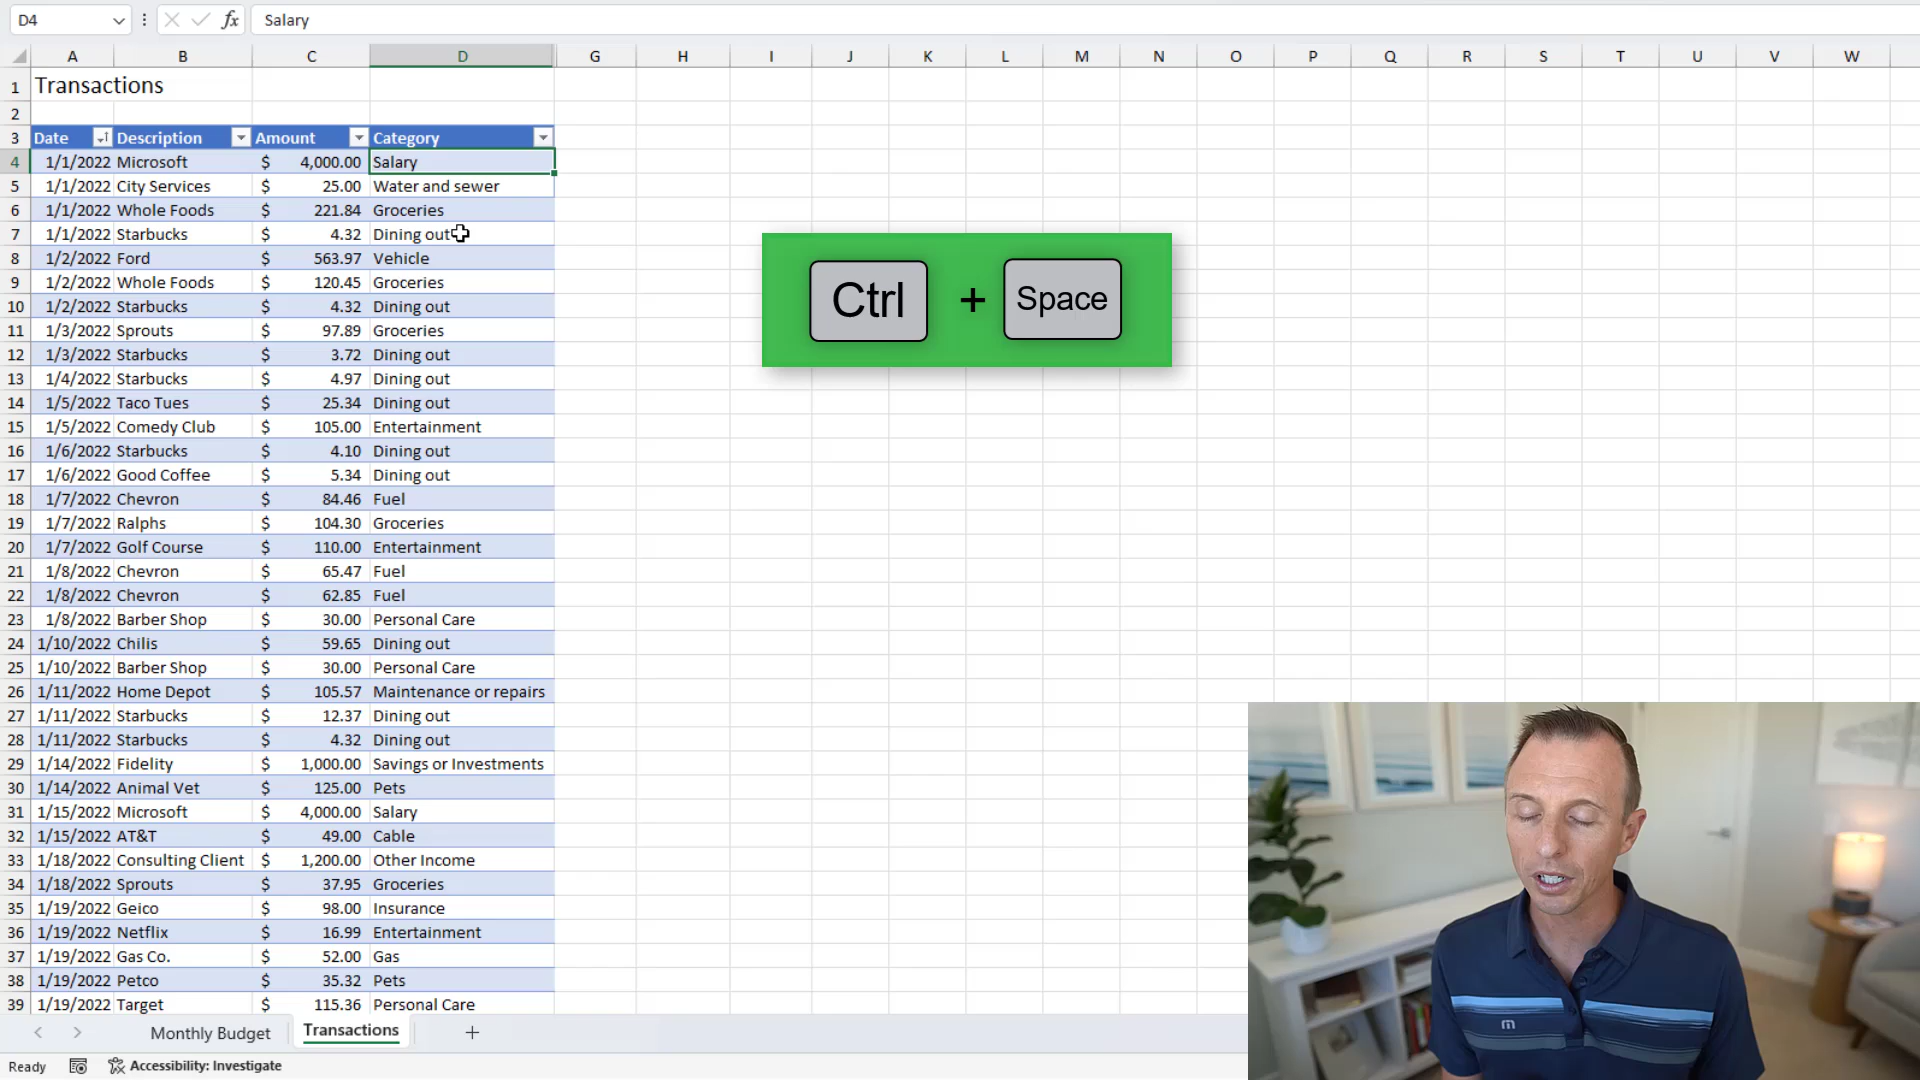 D4 fx Salary
A B C D G H I J K L M N O P Q R S T U V W
1 Transactions
2
3 Date Description Amount Category
4 1/1/2022 Microsoft $ 4,000.00 Salary
5 1/1/2022 City Services $ 25.00 Water and sewer
6 1/1/2022 Whole Foods $ 221.84 Groceries
7 1/1/2022 Starbucks $ 4.32 Dining out
8 1/2/2022 Ford $ 563.97 Vehicle
9 1/2/2022 Whole Foods $ 120.45 Groceries
10 1/2/2022 Starbucks $ 4.32 Dining out
11 1/3/2022 Sprouts $ 97.89 Groceries
12 1/3/2022 Starbucks $ 3.72 Dining out
13 1/4/2022 Starbucks $ 4.97 Dining out
14 1/5/2022 Taco Tues $ 25.34 Dining out
15 1/5/2022 Comedy Club $ 105.00 Entertainment
16 1/6/2022 Starbucks $ 4.10 Dining out
17 1/6/2022 Good Coffee $ 5.34 Dining out
18 1/7/2022 Chevron $ 84.46 Fuel
19 1/7/2022 Ralphs $ 104.30 Groceries
20 1/7/2022 Golf Course $ 110.00 Entertainment
21 1/8/2022 Chevron $ 65.47 Fuel
22 1/8/2022 Chevron $ 62.85 Fuel
23 1/8/2022 Barber Shop $ 30.00 Personal Care
24 1/10/2022 Chilis $ 59.65 Dining out
25 1/10/2022 Barber Shop $ 30.00 Personal Care
26 1/11/2022 Home Depot $ 105.57 Maintenance or repairs
27 1/11/2022 Starbucks $ 12.37 Dining out
28 1/11/2022 Starbucks $ 4.32 Dining out
29 1/14/2022 Fidelity $ 1,000.00 Savings or Investments
30 1/14/2022 Animal Vet $ 125.00 Pets
31 1/15/2022 Microsoft $ 4,000.00 Salary
32 1/15/2022 AT&T $ 49.00 Cable
33 1/18/2022 Consulting Client $ 1,200.00 Other Income
34 1/18/2022 Sprouts $ 37.95 Groceries
35 1/19/2022 Geico $ 98.00 Insurance
36 1/19/2022 Netflix $ 16.99 Entertainment
37 1/19/2022 Gas Co. $ 52.00 Gas
38 1/19/2022 Petco $ 35.32 Pets
39 1/19/2022 Target $ 115.36 Personal Care
Ctrl + Space
Monthly Budget Transactions
Ready Accessibility: Investigate